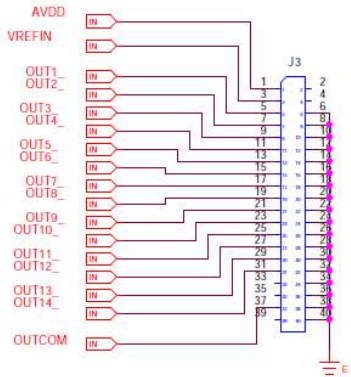 AVDD
IN
VREFIN
IN
J3
OUT1_
IN
OUT2_
IN
OUT3_
IN
OUT4_
IN
OUT5_
IN
OUT6_
IN
OUT7_
IN
OUT8_
IN
OUT9_
IN
OUT10_
IN
OUT11_
IN
OUT12_
IN
OUT13_
IN
OUT14_
IN
OUTCOM
IN
1 2
3 4
5 6
7 8
9 10
11 12
13 14
15 16
17 18
19 20
21 22
23 24
25 26
27 28
29 30
31 32
33 34
35 36
37 38
39 40
E